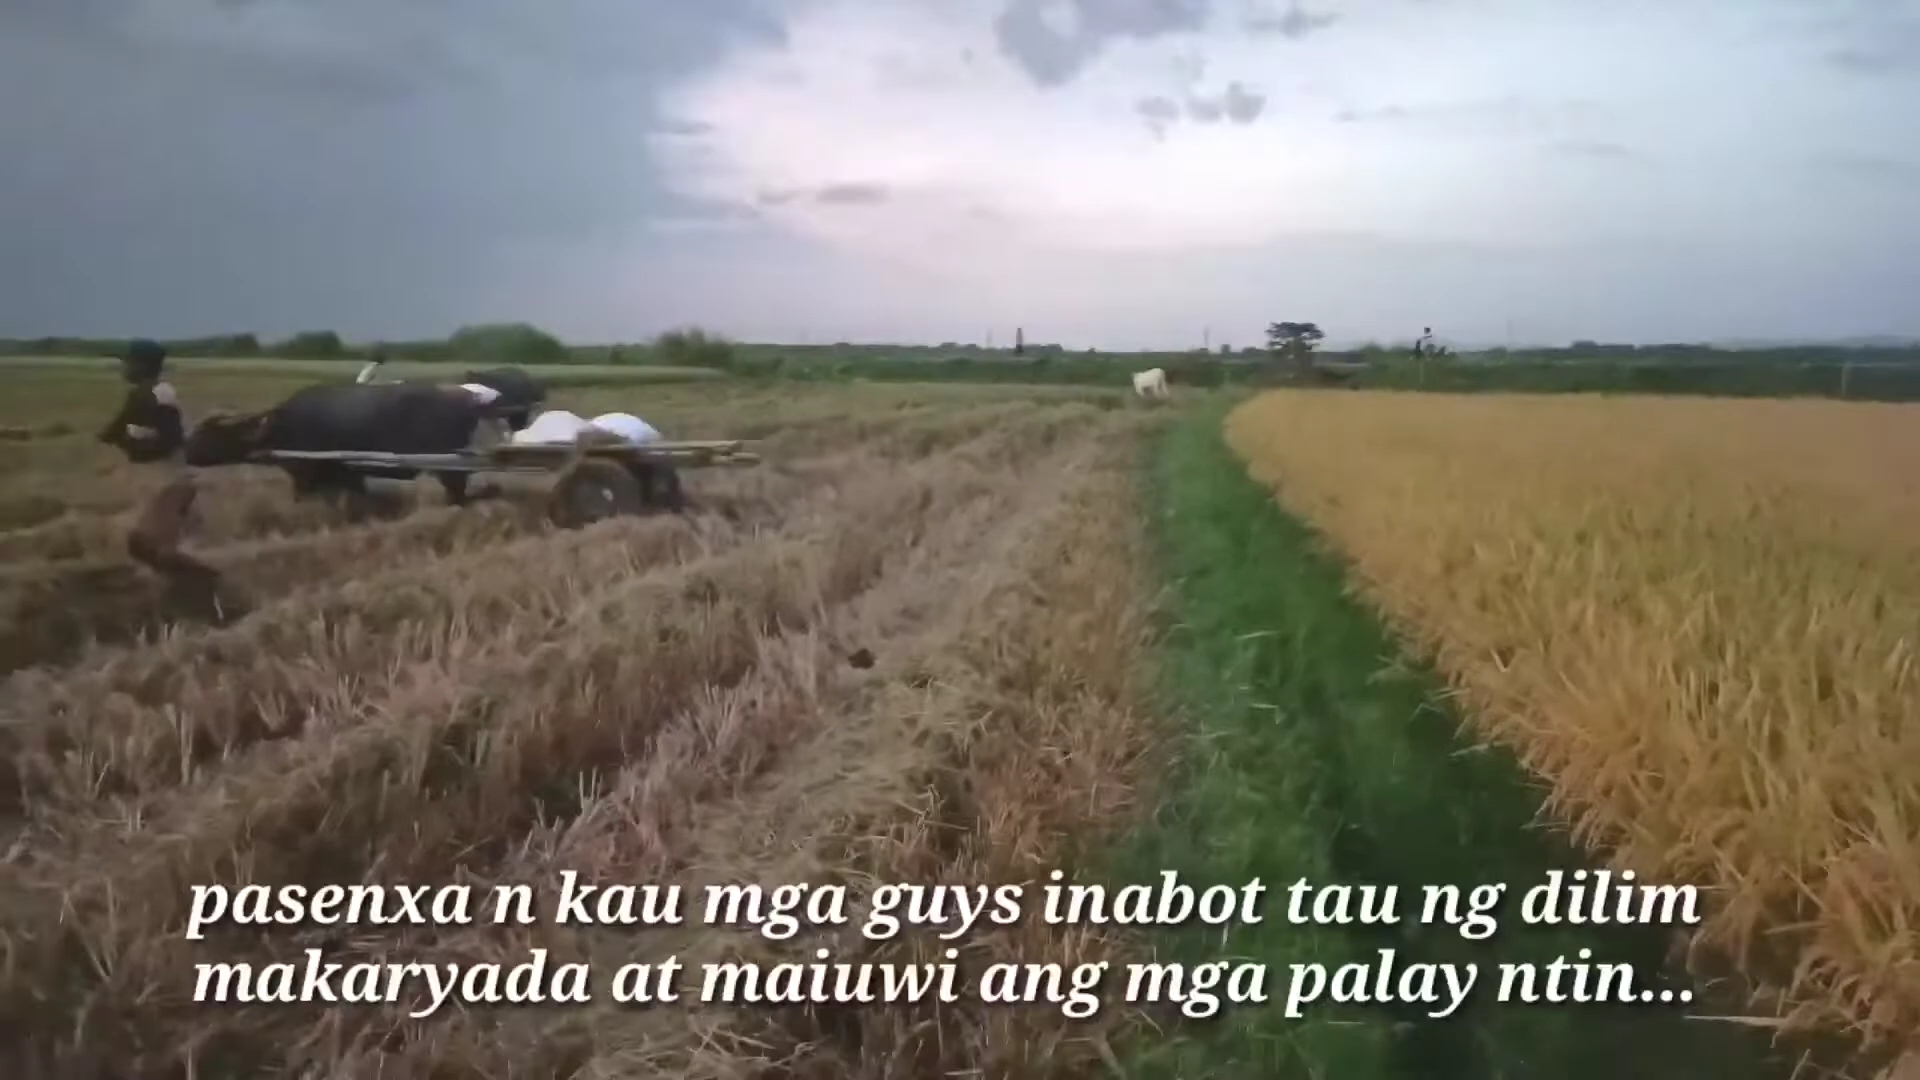 pasenxa n kau mga guys inabot tau ng dilim
makaryada at maiuwi ang mga palay ntin...